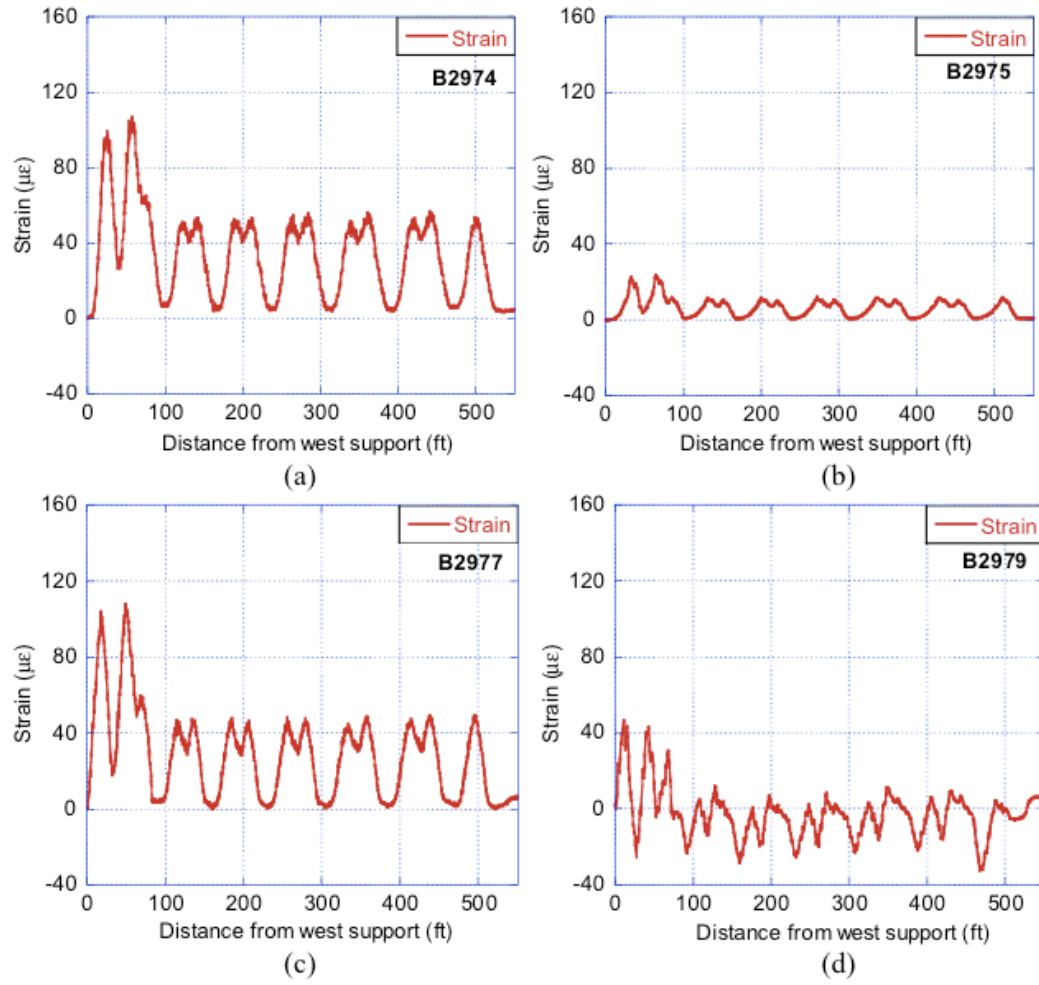 160
120
80
40
0
-40
Strain (με)
Strain
B2974
0 100 200 300 400 500
Distance from west support (ft)
(a)
160
120
80
40
0
-40
Strain (με)
Strain
B2975
0 100 200 300 400 500
Distance from west support (ft)
(b)
160
120
80
40
0
-40
Strain (με)
Strain
B2977
0 100 200 300 400 500
Distance from west support (ft)
(c)
160
120
80
40
0
-40
Strain (με)
Strain
B2979
0 100 200 300 400 500
Distance from west support (ft)
(d)